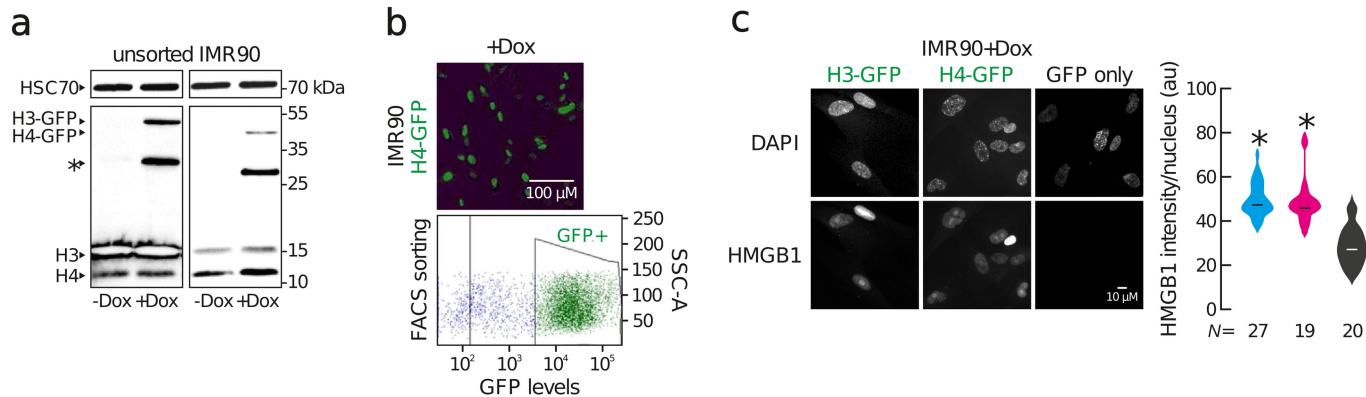 a
unsorted IMR90
HSC70
70 kDa
H3-GFP
H4-GFP
*
H3
H4
55
35
25
15
10
-Dox +Dox
-Dox +Dox
b
+Dox
IMR90
H4-GFP
100 µM
FACS sorting
GFP+
250
200
150
100
50
SSC-A
10² 10³ 10⁴ 10⁵
GFP levels
c
IMR90+Dox
H3-GFP H4-GFP GFP only
DAPI
HMGB1
10 µM
HMGB1 intensity/nucleus (au)
100
80
60
40
20
0
* *
N= 27 19 20